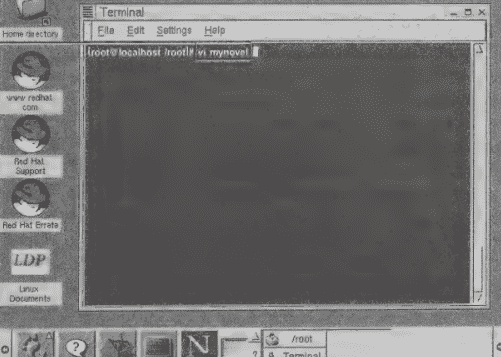 Terminal
Home directory
File Edit Settings Help
[root@localhost /root]# vi mynovel
www.redhat.com
Red Hat
Support
Red Hat Errata
LDP
Linux
Documents
?
N
/root
?
Terminal